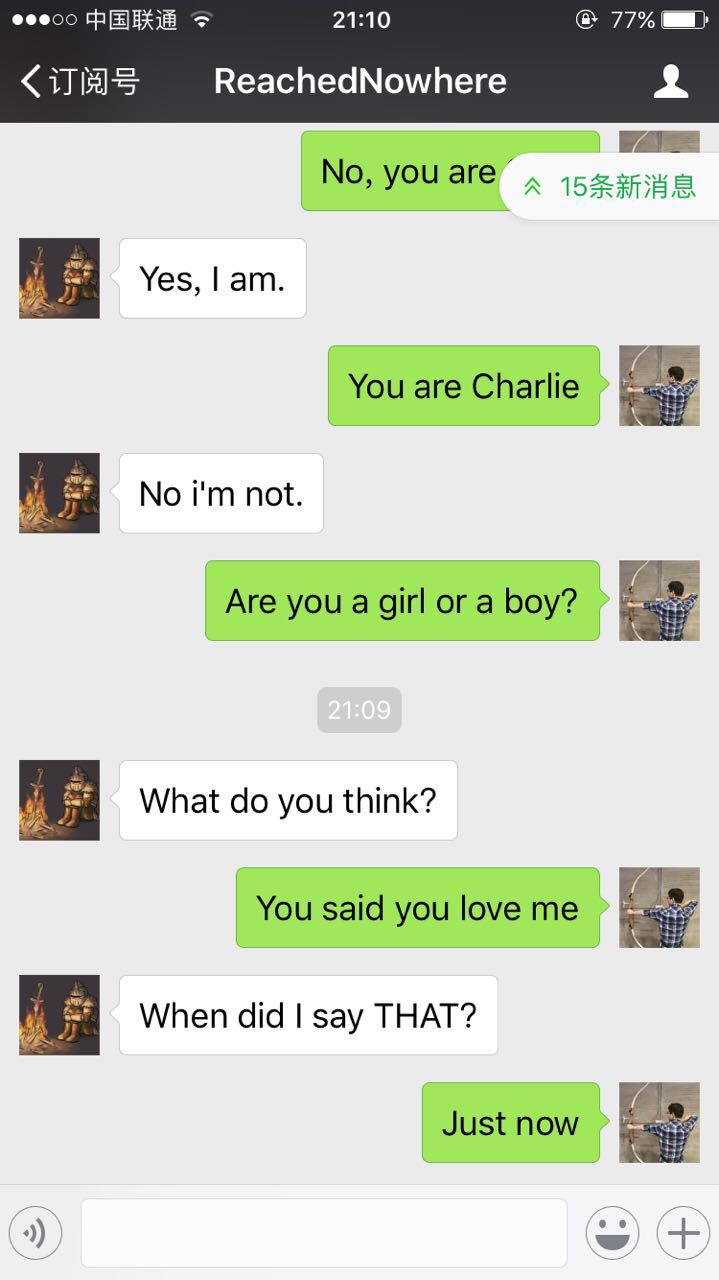 中国联通 21:10 77%
订阅号 ReachedNowhere
No, you are
15条新消息
Yes, I am.
You are Charlie
No i'm not.
Are you a girl or a boy?
21:09
What do you think?
You said you love me
When did I say THAT?
Just now